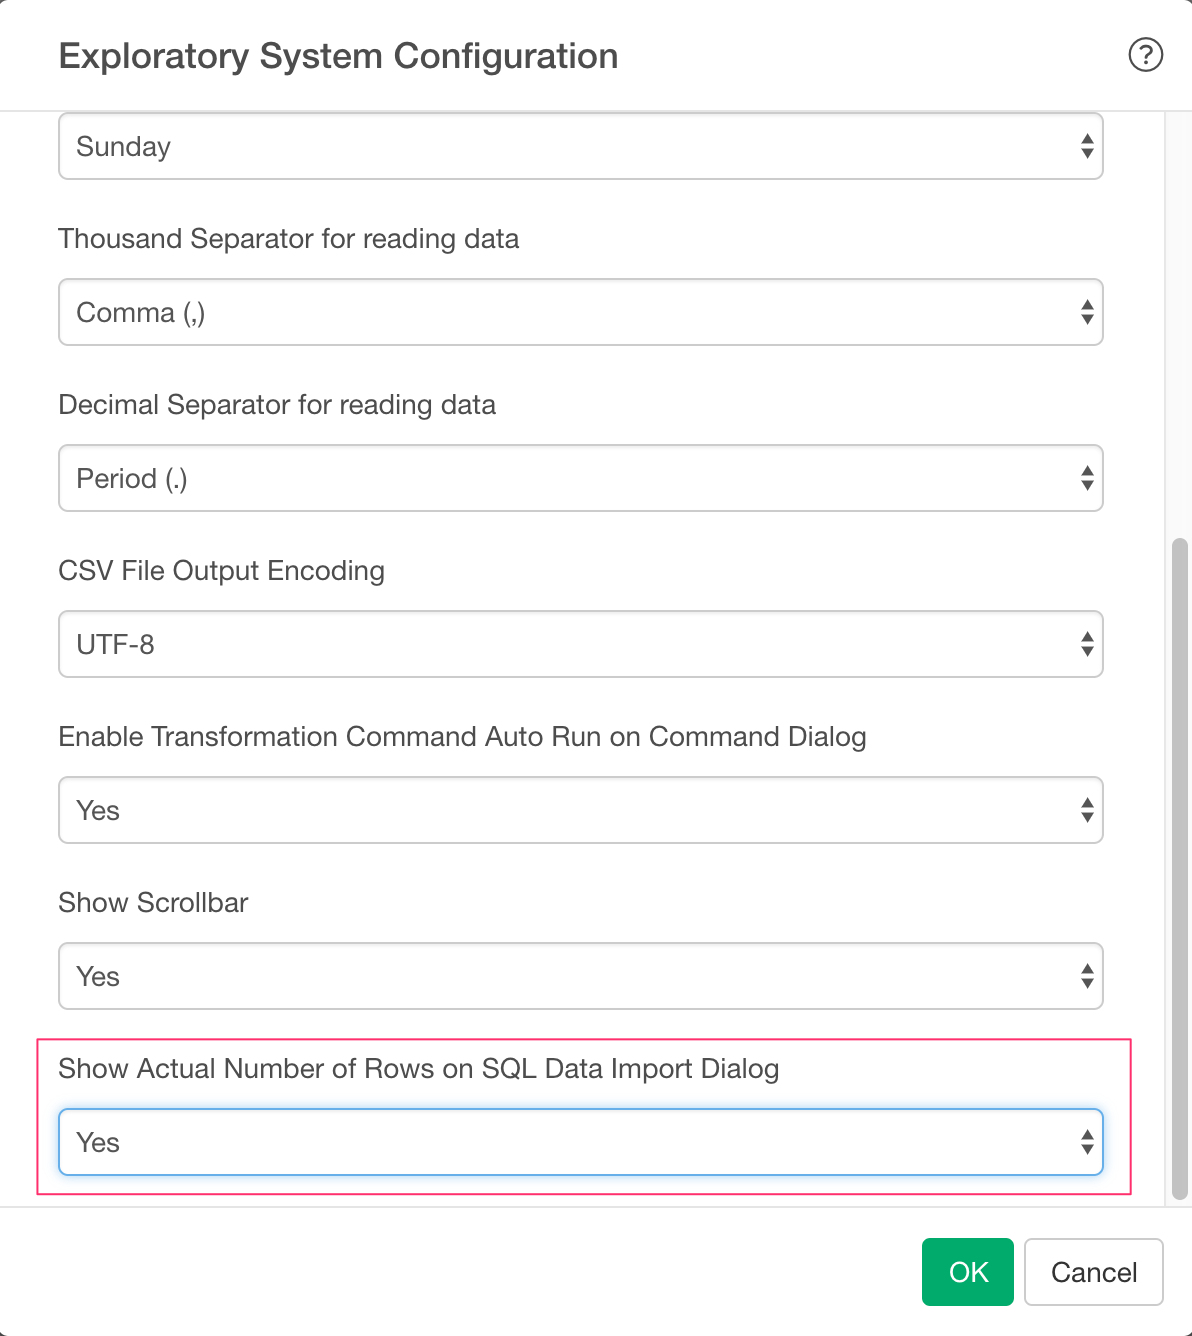 Exploratory System Configuration
?
Sunday
Thousand Separator for reading data
Comma (,)
Decimal Separator for reading data
Period (.)
CSV File Output Encoding
UTF-8
Enable Transformation Command Auto Run on Command Dialog
Yes
Show Scrollbar
Yes
Show Actual Number of Rows on SQL Data Import Dialog
Yes
OK
Cancel